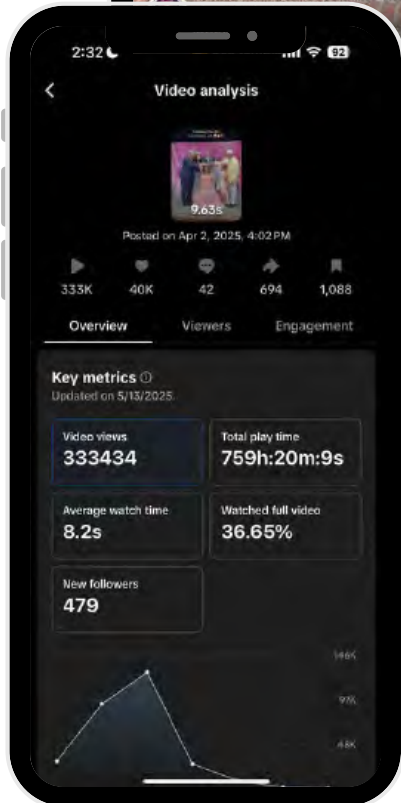 2:32
92
Video analysis
9.63s
Posted on Apr 2, 2025, 4:02 PM
333K 40K 42 694 1,088
Overview Viewers Engagement
Key metrics
Updated on 5/13/2025
Video views
333434
Total play time
759h:20m:9s
Average watch time
8.2s
Watched full video
36.65%
New followers
479
146K
97K
48K